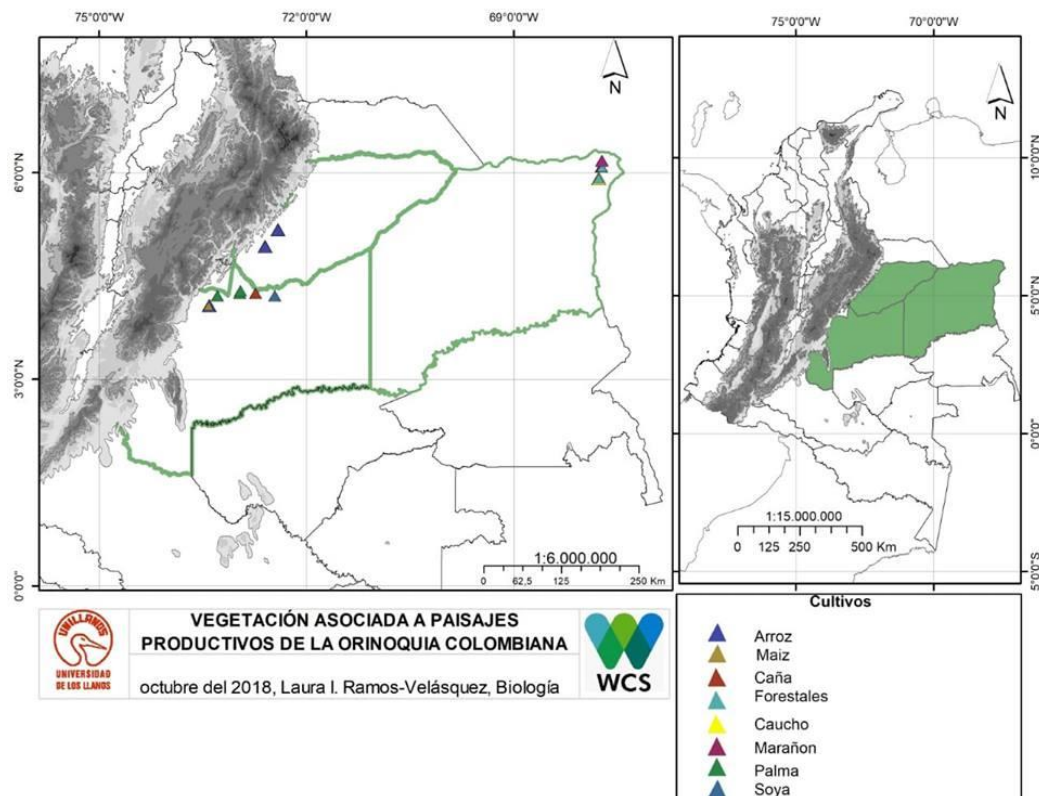 75°0'0"W
72°0'0"W
69°0'0"W
75°0'0"W
70°0'0"W
N
N
6°0'0"N
3°0'0"N
0°0'0"
10°0'0"N
5°0'0"N
0°0'0"
5°0'0"S
1:6.000.000
0 62,5 125 250 Km
1:15.000.000
0 125 250 500 Km
UNILLANOS
UNIVERSIDAD
DE LOS LLANOS
VEGETACIÓN ASOCIADA A PAISAJES
PRODUCTIVOS DE LA ORINOQUIA COLOMBIANA
octubre del 2018, Laura I. Ramos-Velásquez, Biología
WCS
Cultivos
Arroz
Maiz
Caña
Forestales
Caucho
Marañon
Palma
Soya